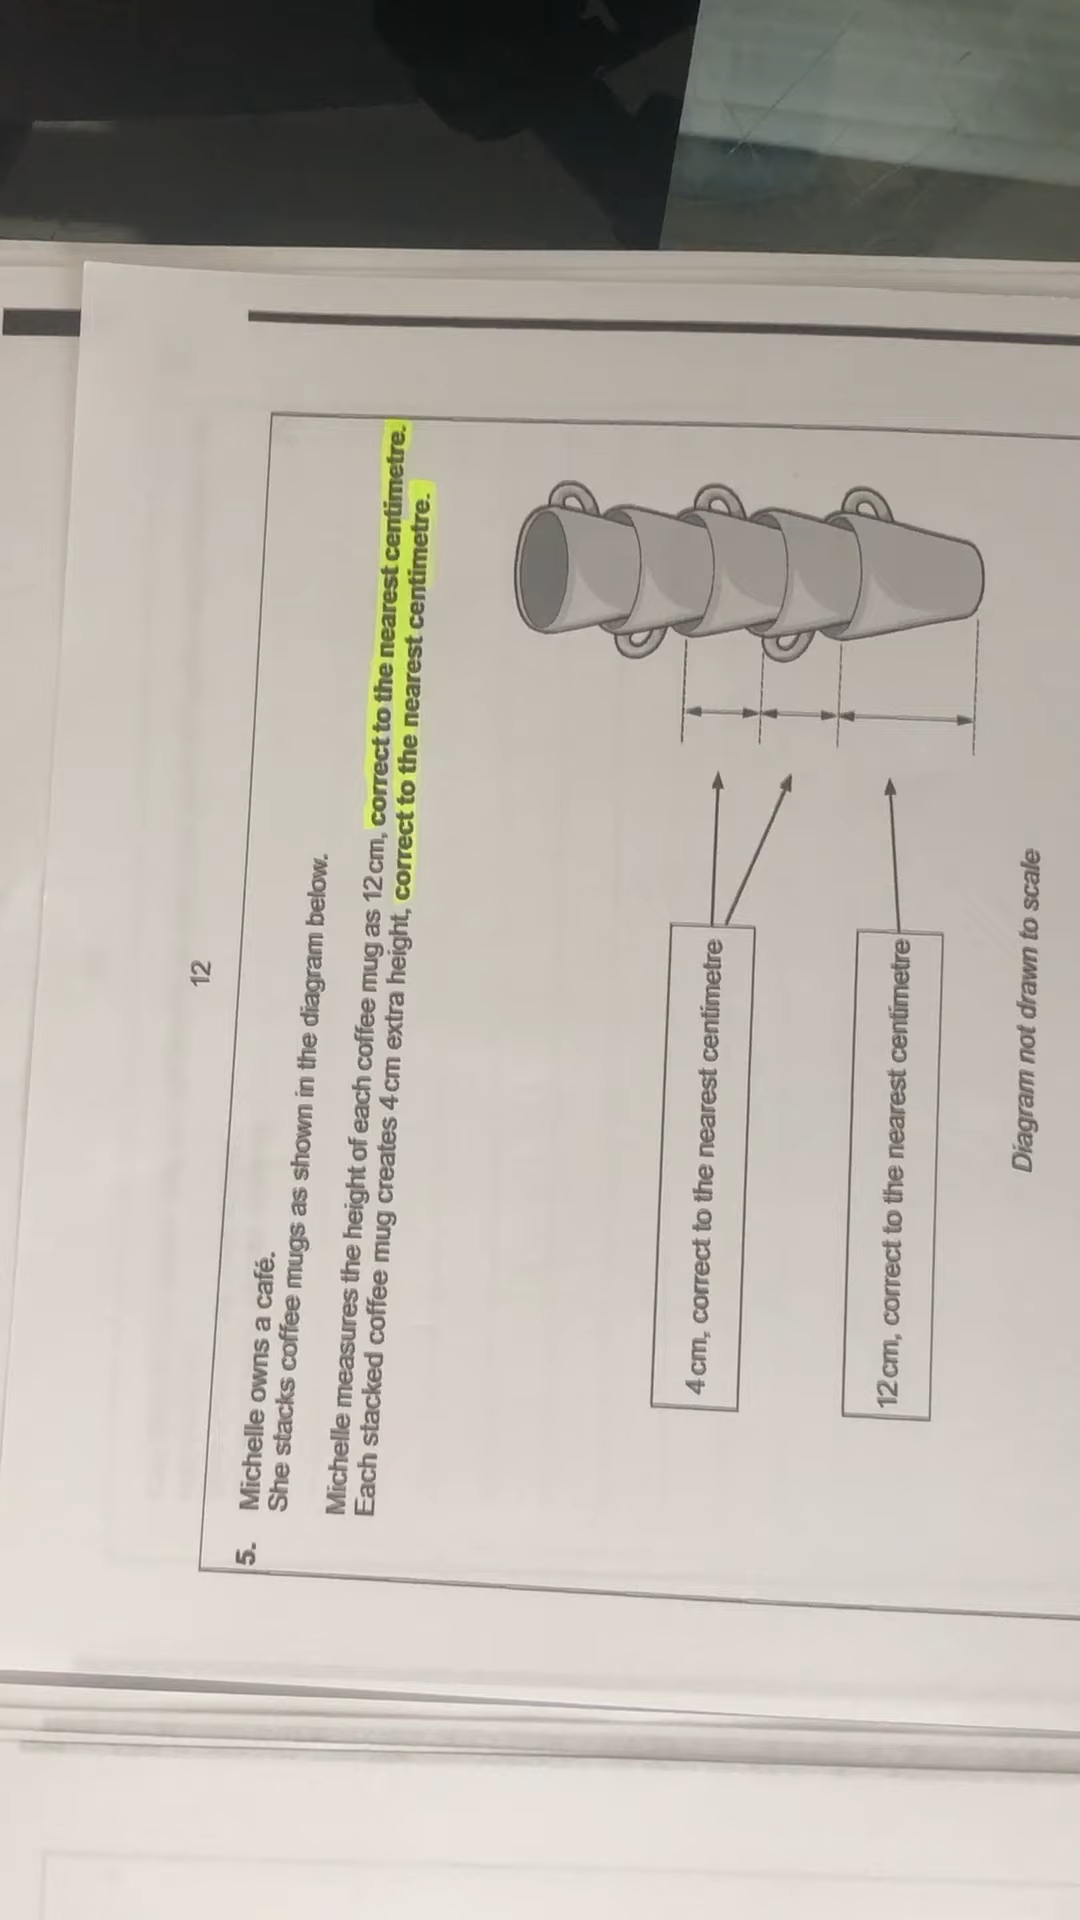 12
5. Michelle owns a café.
She stacks coffee mugs as shown in the diagram below.
Michelle measures the height of each coffee mug as 12 cm, correct to the nearest centimetre.
Each stacked coffee mug creates 4 cm extra height, correct to the nearest centimetre.
4 cm, correct to the nearest centimetre
12 cm, correct to the nearest centimetre
Diagram not drawn to scale